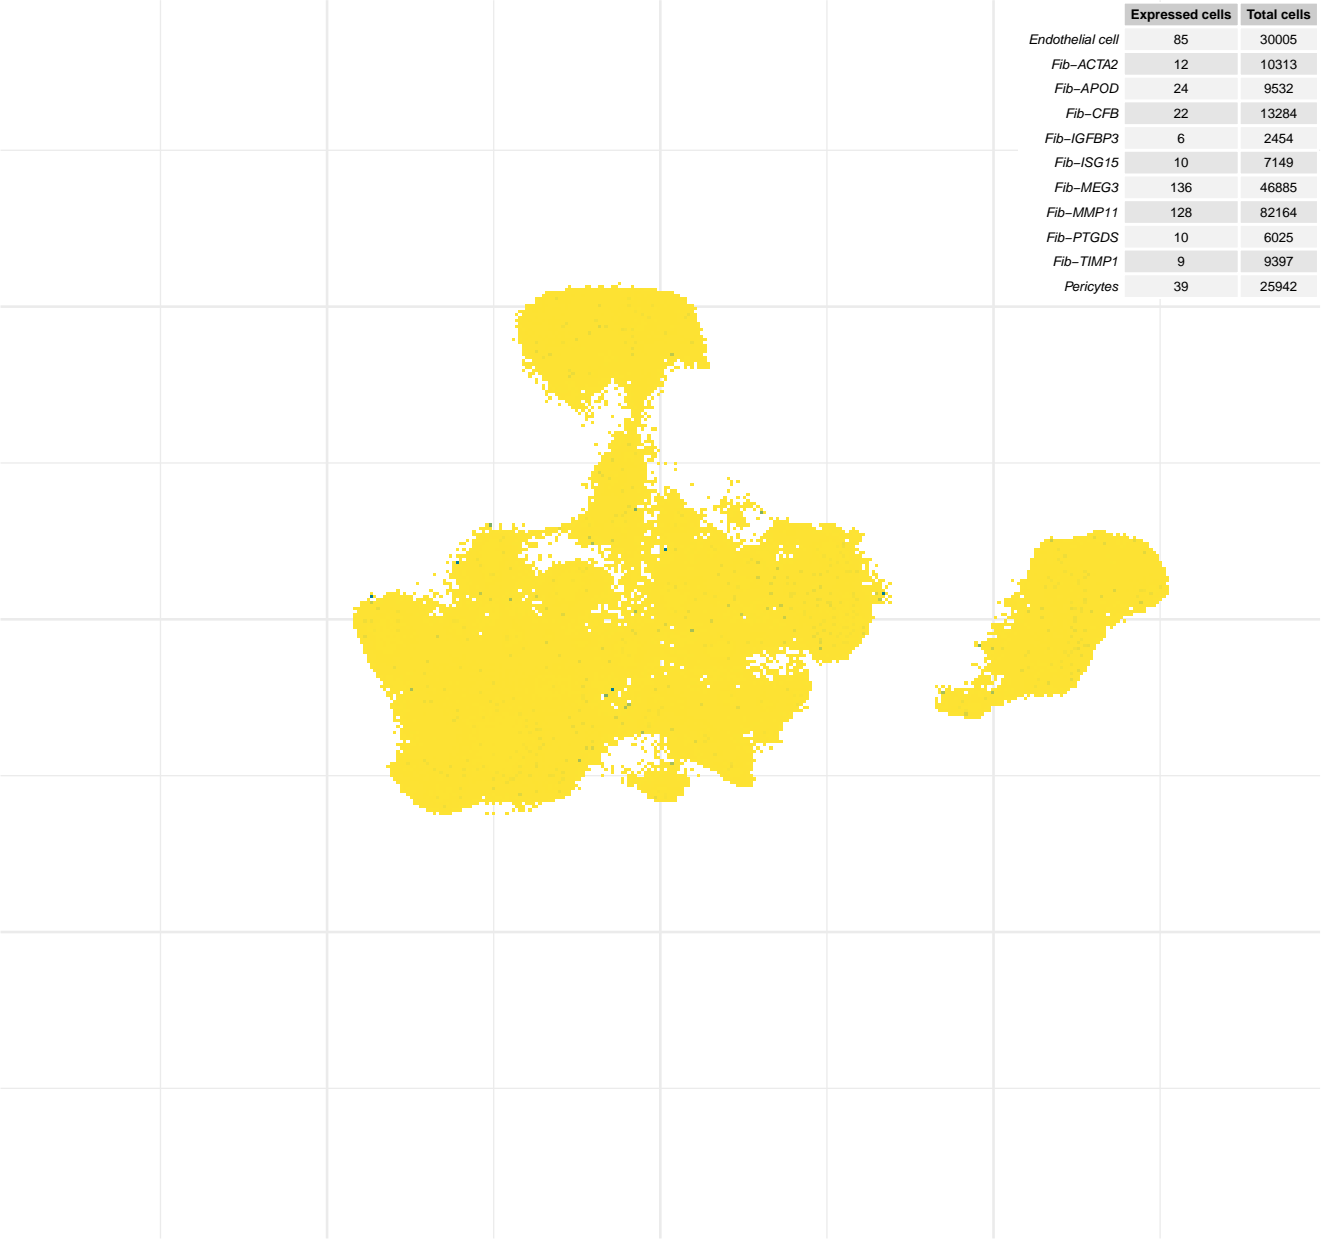 Expressed cells Total cells
Endothelial cell 85 30005
Fib−ACTA2 12 10313
Fib−APOD 24 9532
Fib−CFB 22 13284
Fib−IGFBP3 6 2454
Fib−ISG15 10 7149
Fib−MEG3 136 46885
Fib−MMP11 128 82164
Fib−PTGDS 10 6025
Fib−TIMP1 9 9397
Pericytes 39 25942